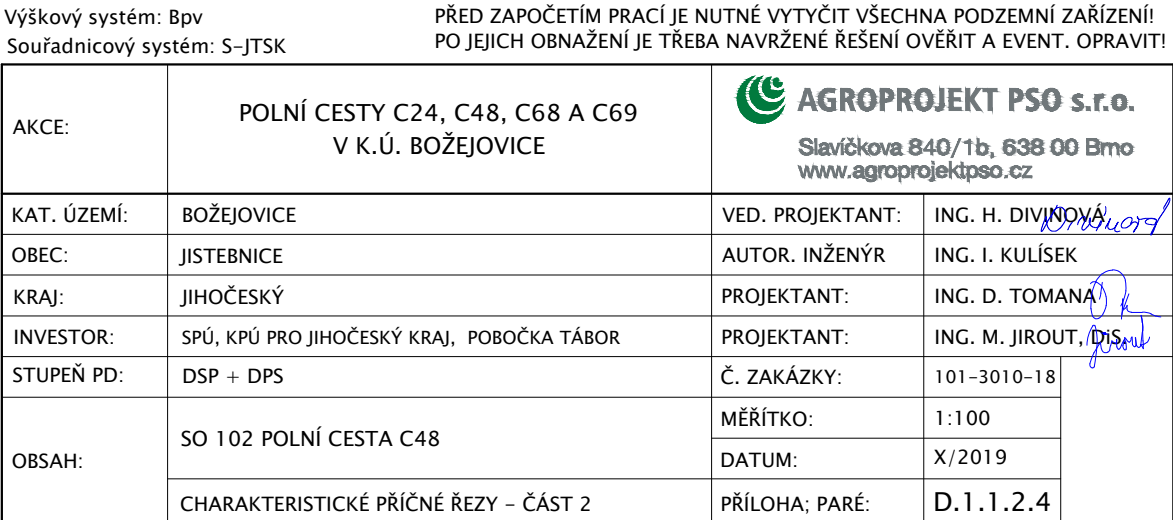 Výškový systém: Bpv
Souřadnicový systém: S-JTSK
PŘED ZAPOČETÍM PRACÍ JE NUTNÉ VYTYČIT VŠECHNA PODZEMNÍ ZAŘÍZENÍ!
PO JEJICH OBNAŽENÍ JE TŘEBA NAVRŽENÉ ŘEŠENÍ OVĚŘIT A EVENT. OPRAVIT!
AKCE:
POLNÍ CESTY C24, C48, C68 A C69
V K.Ú. BOŽEJOVICE
AGROPROJEKT PSO s.r.o.
Slavíčkova 840/1b, 638 00 Brno
www.agroprojektpso.cz
KAT. ÚZEMÍ: BOŽEJOVICE
VED. PROJEKTANT: ING. H. DIVINOVÁ
Divinová
OBEC: JISTEBNICE
AUTOR. INŽENÝR ING. I. KULÍSEK
KRAJ: JIHOČESKÝ
PROJEKTANT: ING. D. TOMANA
INVESTOR: SPÚ, KPÚ PRO JIHOČESKÝ KRAJ, POBOČKA TÁBOR
PROJEKTANT: ING. M. JIROUT, DiS.
Jirout
STUPEŇ PD: DSP + DPS
Č. ZAKÁZKY: 101-3010-18
OBSAH:
SO 102 POLNÍ CESTA C48
MĚŘÍTKO: 1:100
DATUM: X/2019
CHARAKTERISTICKÉ PŘÍČNÉ ŘEZY - ČÁST 2
PŘÍLOHA; PARÉ: D.1.1.2.4